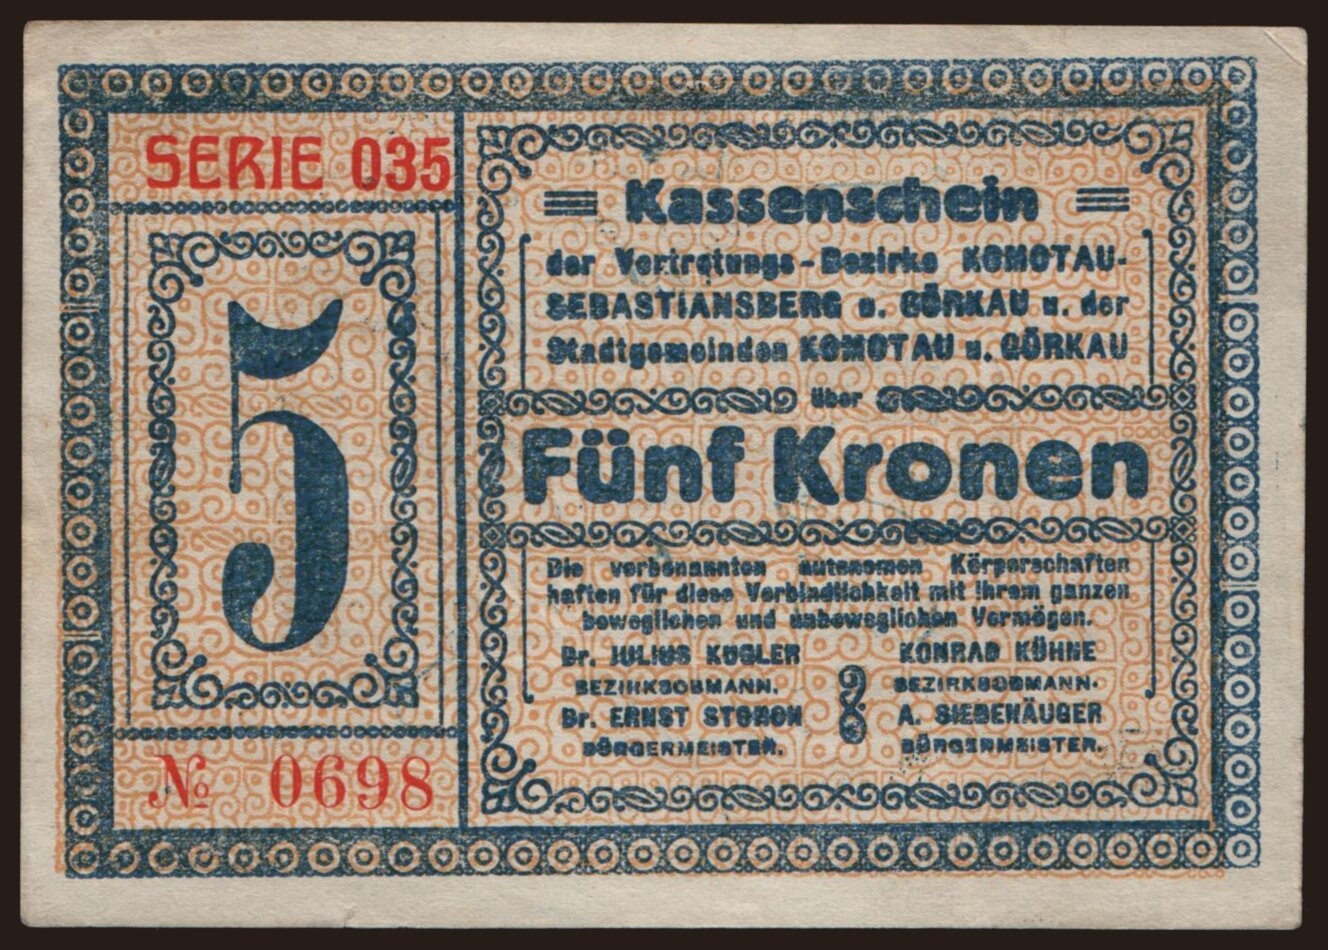 SERIE 035
5
№ 0698
Kassenschein
der Vertretungs-Bezirke KOMOTAU-
SEBASTIANSBERG u. GÖRKAU u. der
Stadtgemeinden KOMOTAU u. GÖRKAU
über
Fünf Kronen
Die vorbenannten autonomen Körperschaften
haften für diese Verbindlichkeit mit ihrem ganzen
beweglichen und unbeweglichen Vermögen.
Dr. JULIUS KUGLER
BEZIRKSOBMANN.
Dr. ERNST STORCH
BÜRGERMEISTER.
KONRAD KÜHNE
BEZIRKSOBMANN.
A. SIEBENÄUGER
BÜRGERMEISTER.